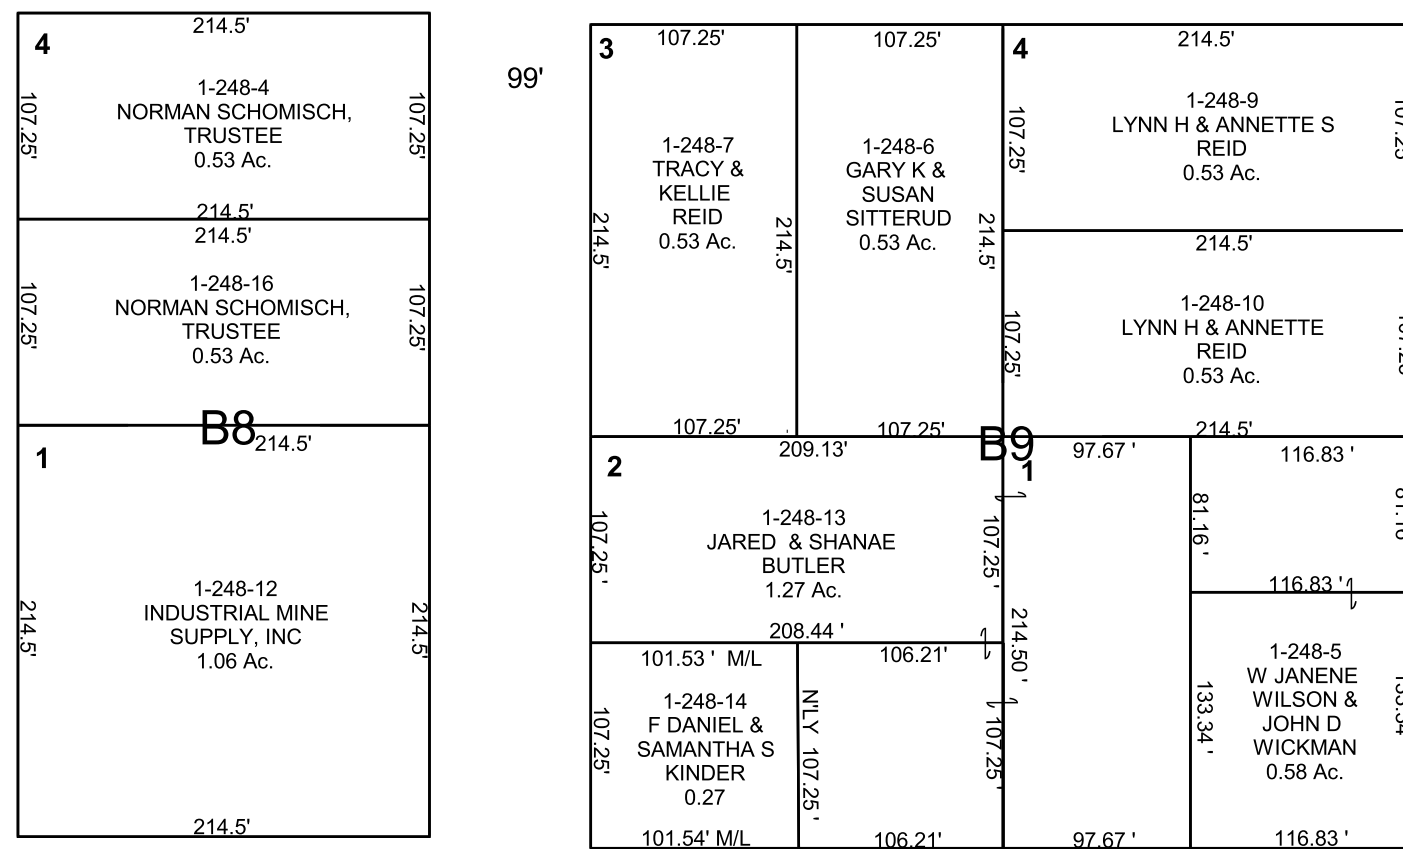 214.5'
4
107.25'
1-248-4
NORMAN SCHOMISCH,
TRUSTEE
0.53 Ac.
107.25'
214.5'
214.5'
107.25'
1-248-16
NORMAN SCHOMISCH,
TRUSTEE
0.53 Ac.
107.25'
B8
214.5'
1
214.5'
1-248-12
INDUSTRIAL MINE
SUPPLY, INC
1.06 Ac.
214.5'
214.5'
99'
3
107.25'
214.5'
1-248-7
TRACY &
KELLIE
REID
0.53 Ac.
214.5'
107.25'
107.25'
1-248-6
GARY K &
SUSAN
SITTERUD
0.53 Ac.
214.5'
107.25'
4
214.5'
107.25'
1-248-9
LYNN H & ANNETTE S
REID
0.53 Ac.
214.5'
107.25'
1-248-10
LYNN H & ANNETTE
REID
0.53 Ac.
214.5'
B9
2
209.13'
107.25'
1-248-13
JARED & SHANAE
BUTLER
1.27 Ac.
107.25'
208.44'
101.53' M/L
107.25'
1-248-14
F DANIEL &
SAMANTHA S
KINDER
0.27
101.54' M/L
106.21'
N'LY 107.25'
107.25'
106.21'
1
97.67'
214.50'
97.67'
116.83'
81.16'
116.83'
133.34'
1-248-5
W JANENE
WILSON &
JOHN D
WICKMAN
0.58 Ac.
116.83'